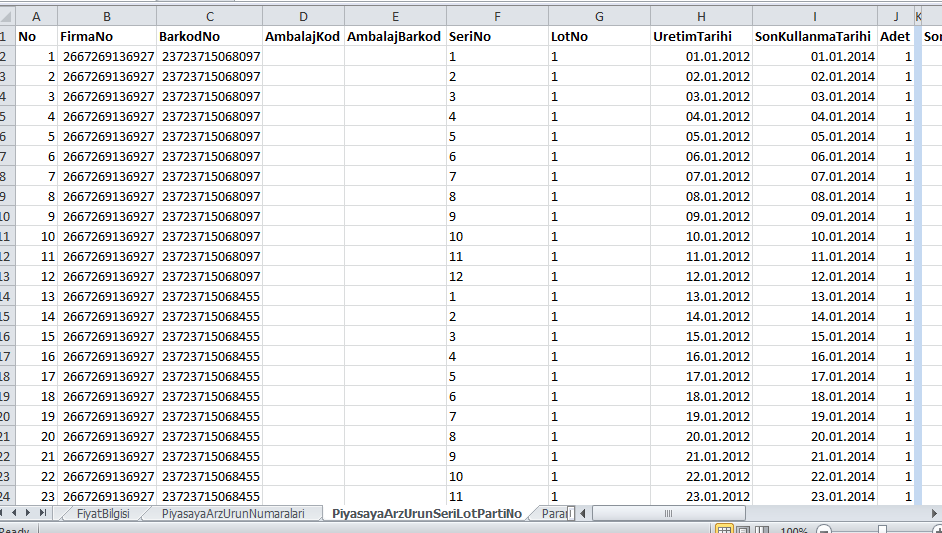 A B C D E F G H I J K
1 No FirmaNo BarkodNo AmbalajKod AmbalajBarkod SeriNo LotNo UretimTarihi SonKullanmaTarihi Adet Sor
2 1 2667269136927 23723715068097 1 1 01.01.2012 01.01.2014 1
3 2 2667269136927 23723715068097 2 1 02.01.2012 02.01.2014 1
4 3 2667269136927 23723715068097 3 1 03.01.2012 03.01.2014 1
5 4 2667269136927 23723715068097 4 1 04.01.2012 04.01.2014 1
6 5 2667269136927 23723715068097 5 1 05.01.2012 05.01.2014 1
7 6 2667269136927 23723715068097 6 1 06.01.2012 06.01.2014 1
8 7 2667269136927 23723715068097 7 1 07.01.2012 07.01.2014 1
9 8 2667269136927 23723715068097 8 1 08.01.2012 08.01.2014 1
10 9 2667269136927 23723715068097 9 1 09.01.2012 09.01.2014 1
11 10 2667269136927 23723715068097 10 1 10.01.2012 10.01.2014 1
12 11 2667269136927 23723715068097 11 1 11.01.2012 11.01.2014 1
13 12 2667269136927 23723715068097 12 1 12.01.2012 12.01.2014 1
14 13 2667269136927 23723715068455 1 1 13.01.2012 13.01.2014 1
15 14 2667269136927 23723715068455 2 1 14.01.2012 14.01.2014 1
16 15 2667269136927 23723715068455 3 1 15.01.2012 15.01.2014 1
17 16 2667269136927 23723715068455 4 1 16.01.2012 16.01.2014 1
18 17 2667269136927 23723715068455 5 1 17.01.2012 17.01.2014 1
19 18 2667269136927 23723715068455 6 1 18.01.2012 18.01.2014 1
20 19 2667269136927 23723715068455 7 1 19.01.2012 19.01.2014 1
21 20 2667269136927 23723715068455 8 1 20.01.2012 20.01.2014 1
22 21 2667269136927 23723715068455 9 1 21.01.2012 21.01.2014 1
23 22 2667269136927 23723715068455 10 1 22.01.2012 22.01.2014 1
24 23 2667269136927 23723715068455 11 1 23.01.2012 23.01.2014 1
FiyatBilgisi PiyasayaArzUrunNumaralari PiyasayaArzUrunSeriLotPartiNo Paran
Ready 100%